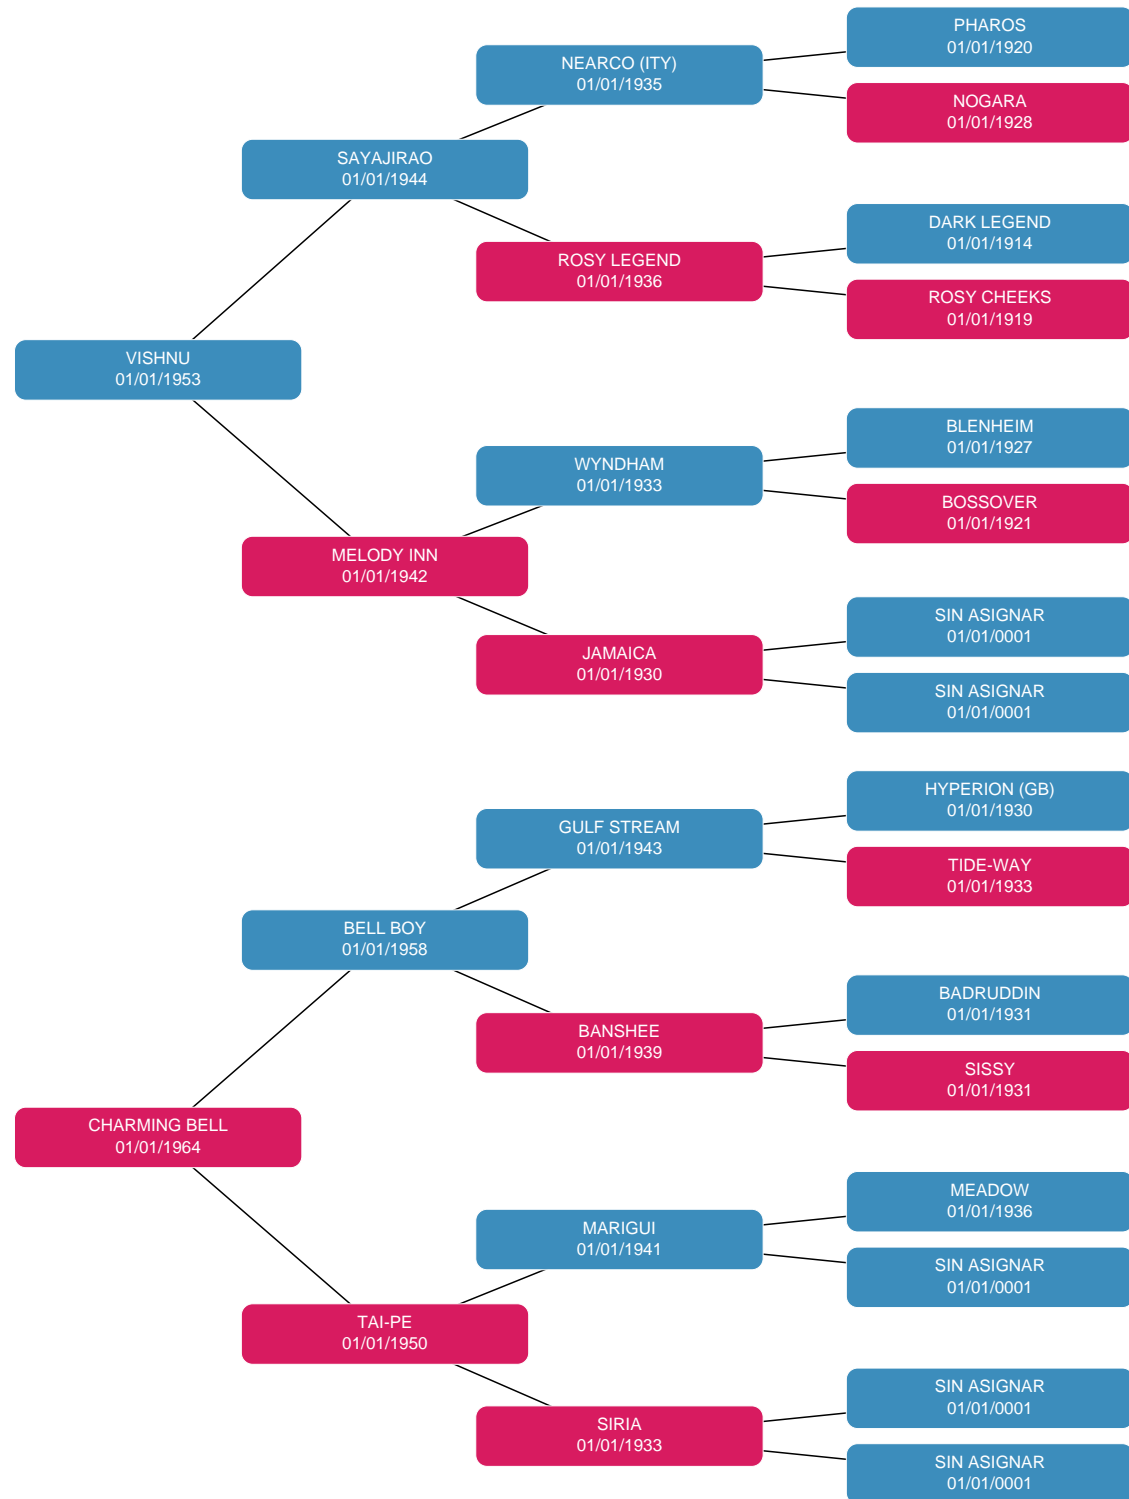 PHAROS
01/01/1920
NEARCO (ITY)
01/01/1935
NOGARA
01/01/1928
SAYAJIRAO
01/01/1944
DARK LEGEND
01/01/1914
ROSY LEGEND
01/01/1936
ROSY CHEEKS
01/01/1919
VISHNU
01/01/1953
BLENHEIM
01/01/1927
WYNDHAM
01/01/1933
BOSSOVER
01/01/1921
MELODY INN
01/01/1942
SIN ASIGNAR
01/01/0001
JAMAICA
01/01/1930
SIN ASIGNAR
01/01/0001
HYPERION (GB)
01/01/1930
GULF STREAM
01/01/1943
TIDE-WAY
01/01/1933
BELL BOY
01/01/1958
BADRUDDIN
01/01/1931
BANSHEE
01/01/1939
SISSY
01/01/1931
CHARMING BELL
01/01/1964
MEADOW
01/01/1936
MARIGUI
01/01/1941
SIN ASIGNAR
01/01/0001
TAI-PE
01/01/1950
SIN ASIGNAR
01/01/0001
SIRIA
01/01/1933
SIN ASIGNAR
01/01/0001